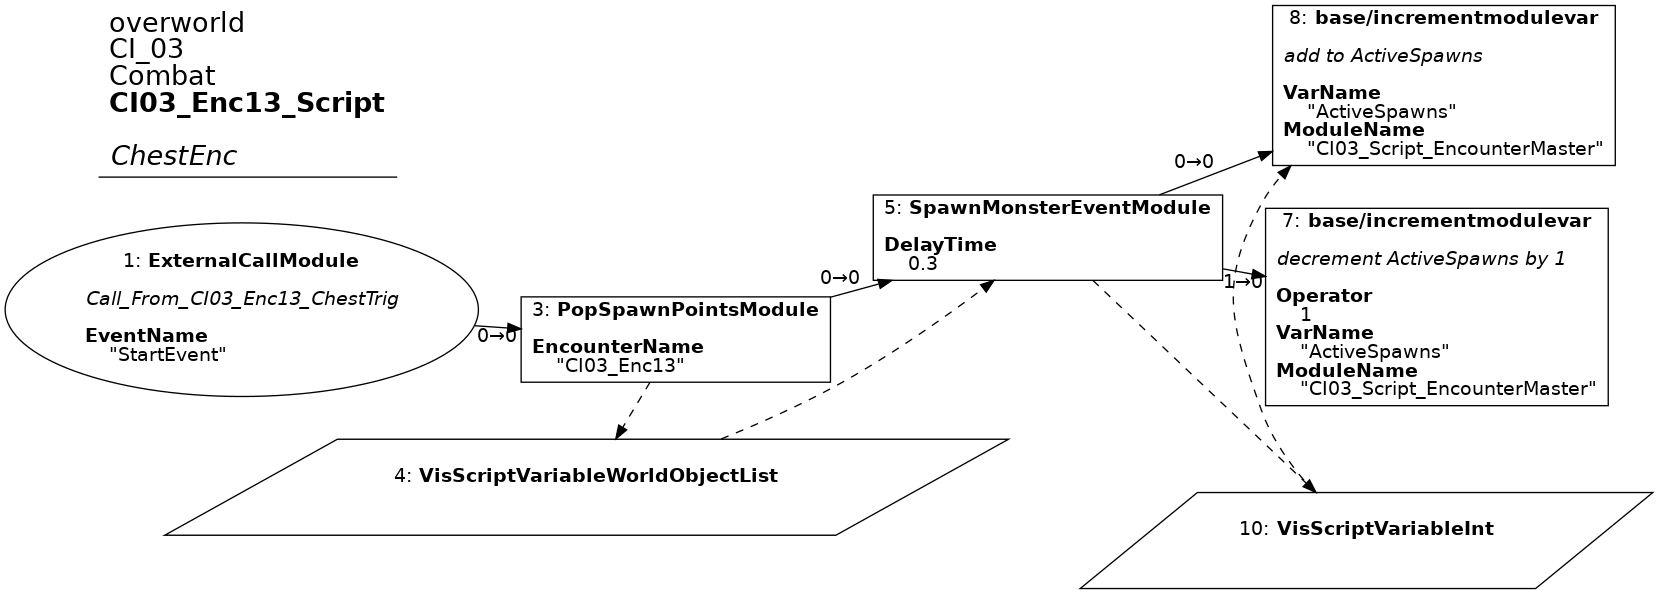 overworld
CI_03
Combat
CI03_Enc13_Script
ChestEnc
1: ExternalCallModule
Call_From_CI03_Enc13_ChestTrig
EventName
"StartEvent"
0→0
3: PopSpawnPointsModule
EncounterName
"CI03_Enc13"
0→0
4: VisScriptVariableWorldObjectList
5: SpawnMonsterEventModule
DelayTime
0.3
0→0
1→0
8: base/incrementmodulevar
add to ActiveSpawns
VarName
"ActiveSpawns"
ModuleName
"CI03_Script_EncounterMaster"
7: base/incrementmodulevar
decrement ActiveSpawns by 1
Operator
1
VarName
"ActiveSpawns"
ModuleName
"CI03_Script_EncounterMaster"
10: VisScriptVariableInt